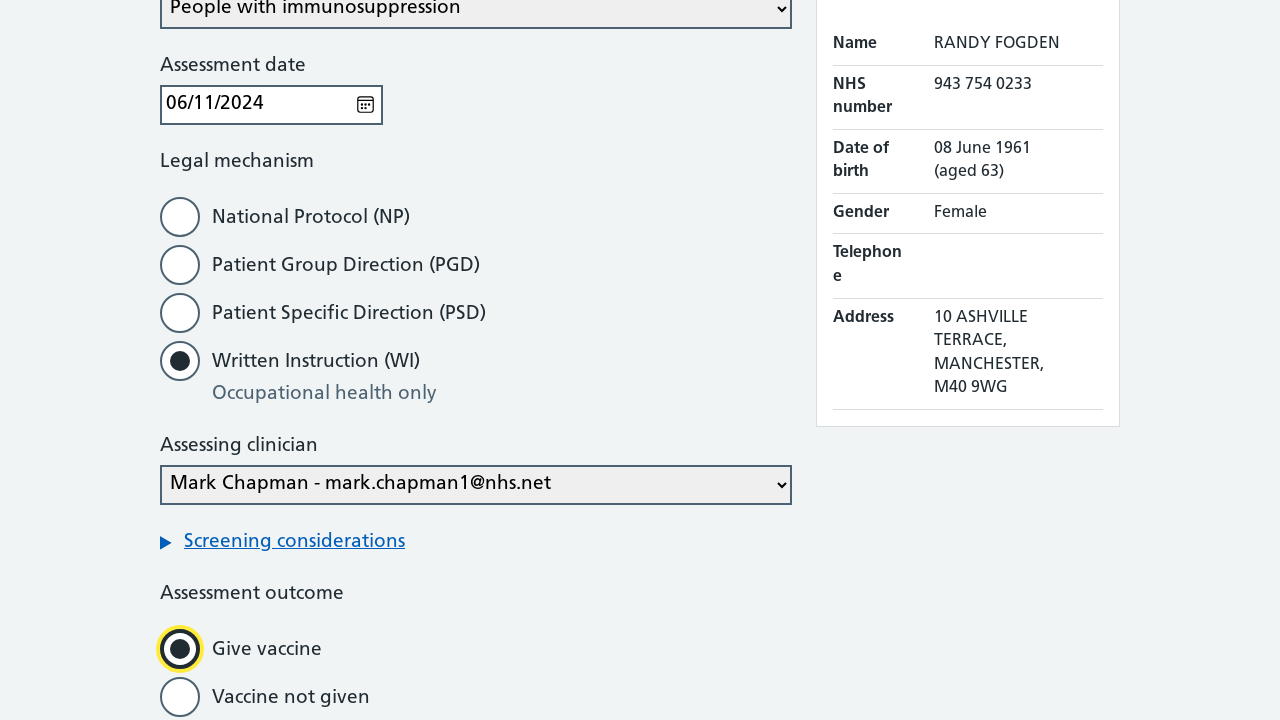 People with immunosuppression
Assessment date
06/11/2024
Legal mechanism
National Protocol (NP)
Patient Group Direction (PGD)
Patient Specific Direction (PSD)
Written Instruction (WI)
Occupational health only
Assessing clinician
Mark Chapman - mark.chapman1@nhs.net
Screening considerations
Assessment outcome
Give vaccine
Vaccine not given
Name RANDY FOGDEN
NHS 943 754 0233
number
Date of 08 June 1961
birth (aged 63)
Gender Female
Telephon
e
Address 10 ASHVILLE
TERRACE,
MANCHESTER,
M40 9WG